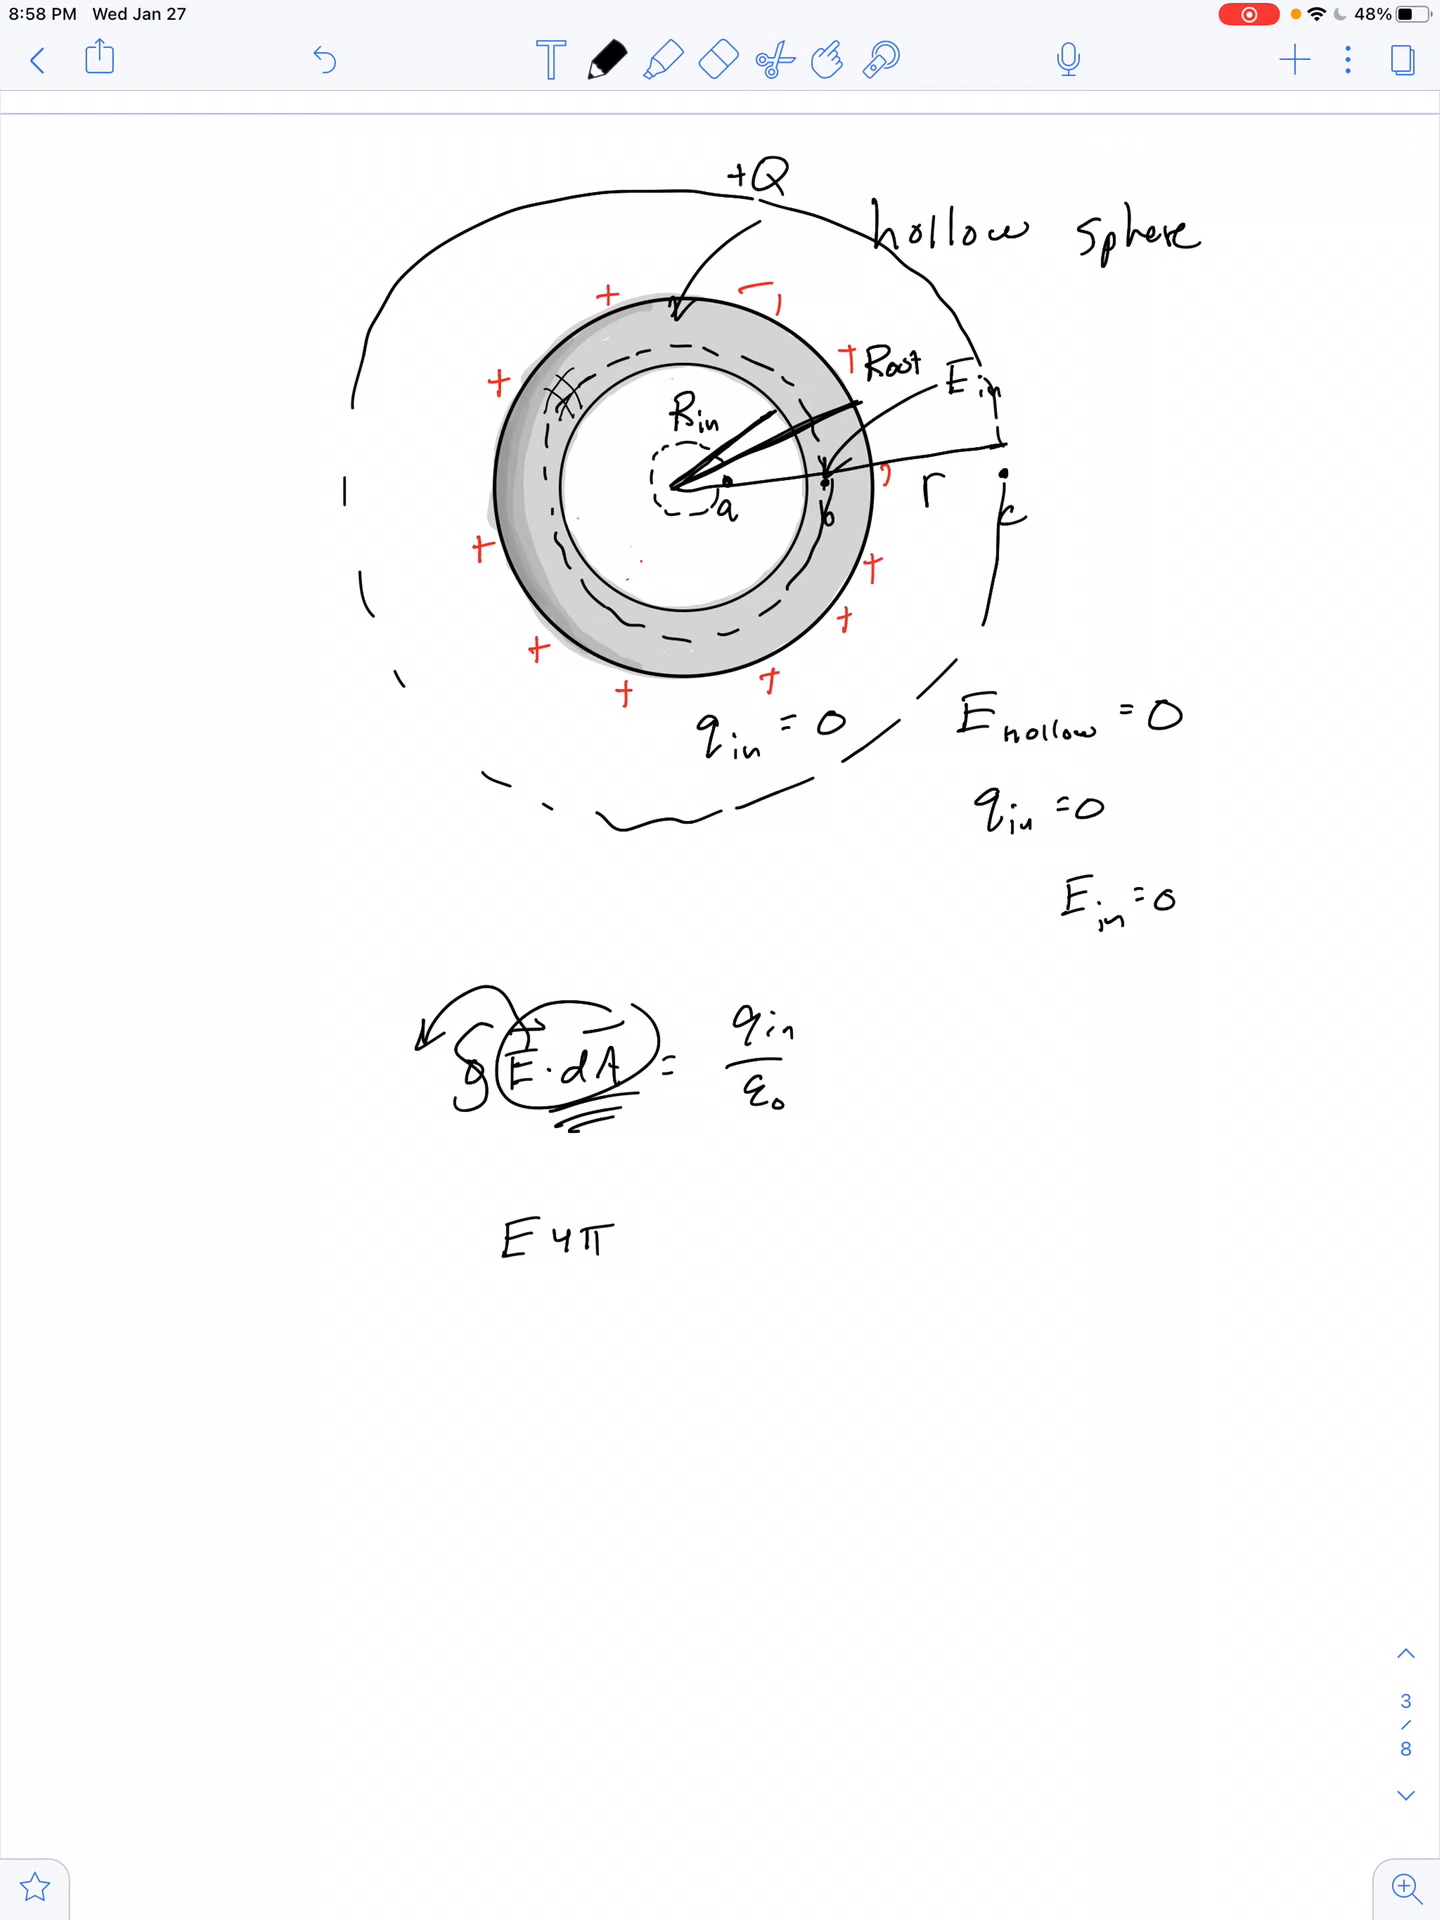 8:58 PM Wed Jan 27
48%
T
+Q
hollow sphere
Rout
Ein
Rin
a
b
r
c
qin = 0
Ehollow = 0
qin = 0
Ein = 0
∮ E⃗ · dA⃗ = qin / ε₀
E 4π
3
/
8